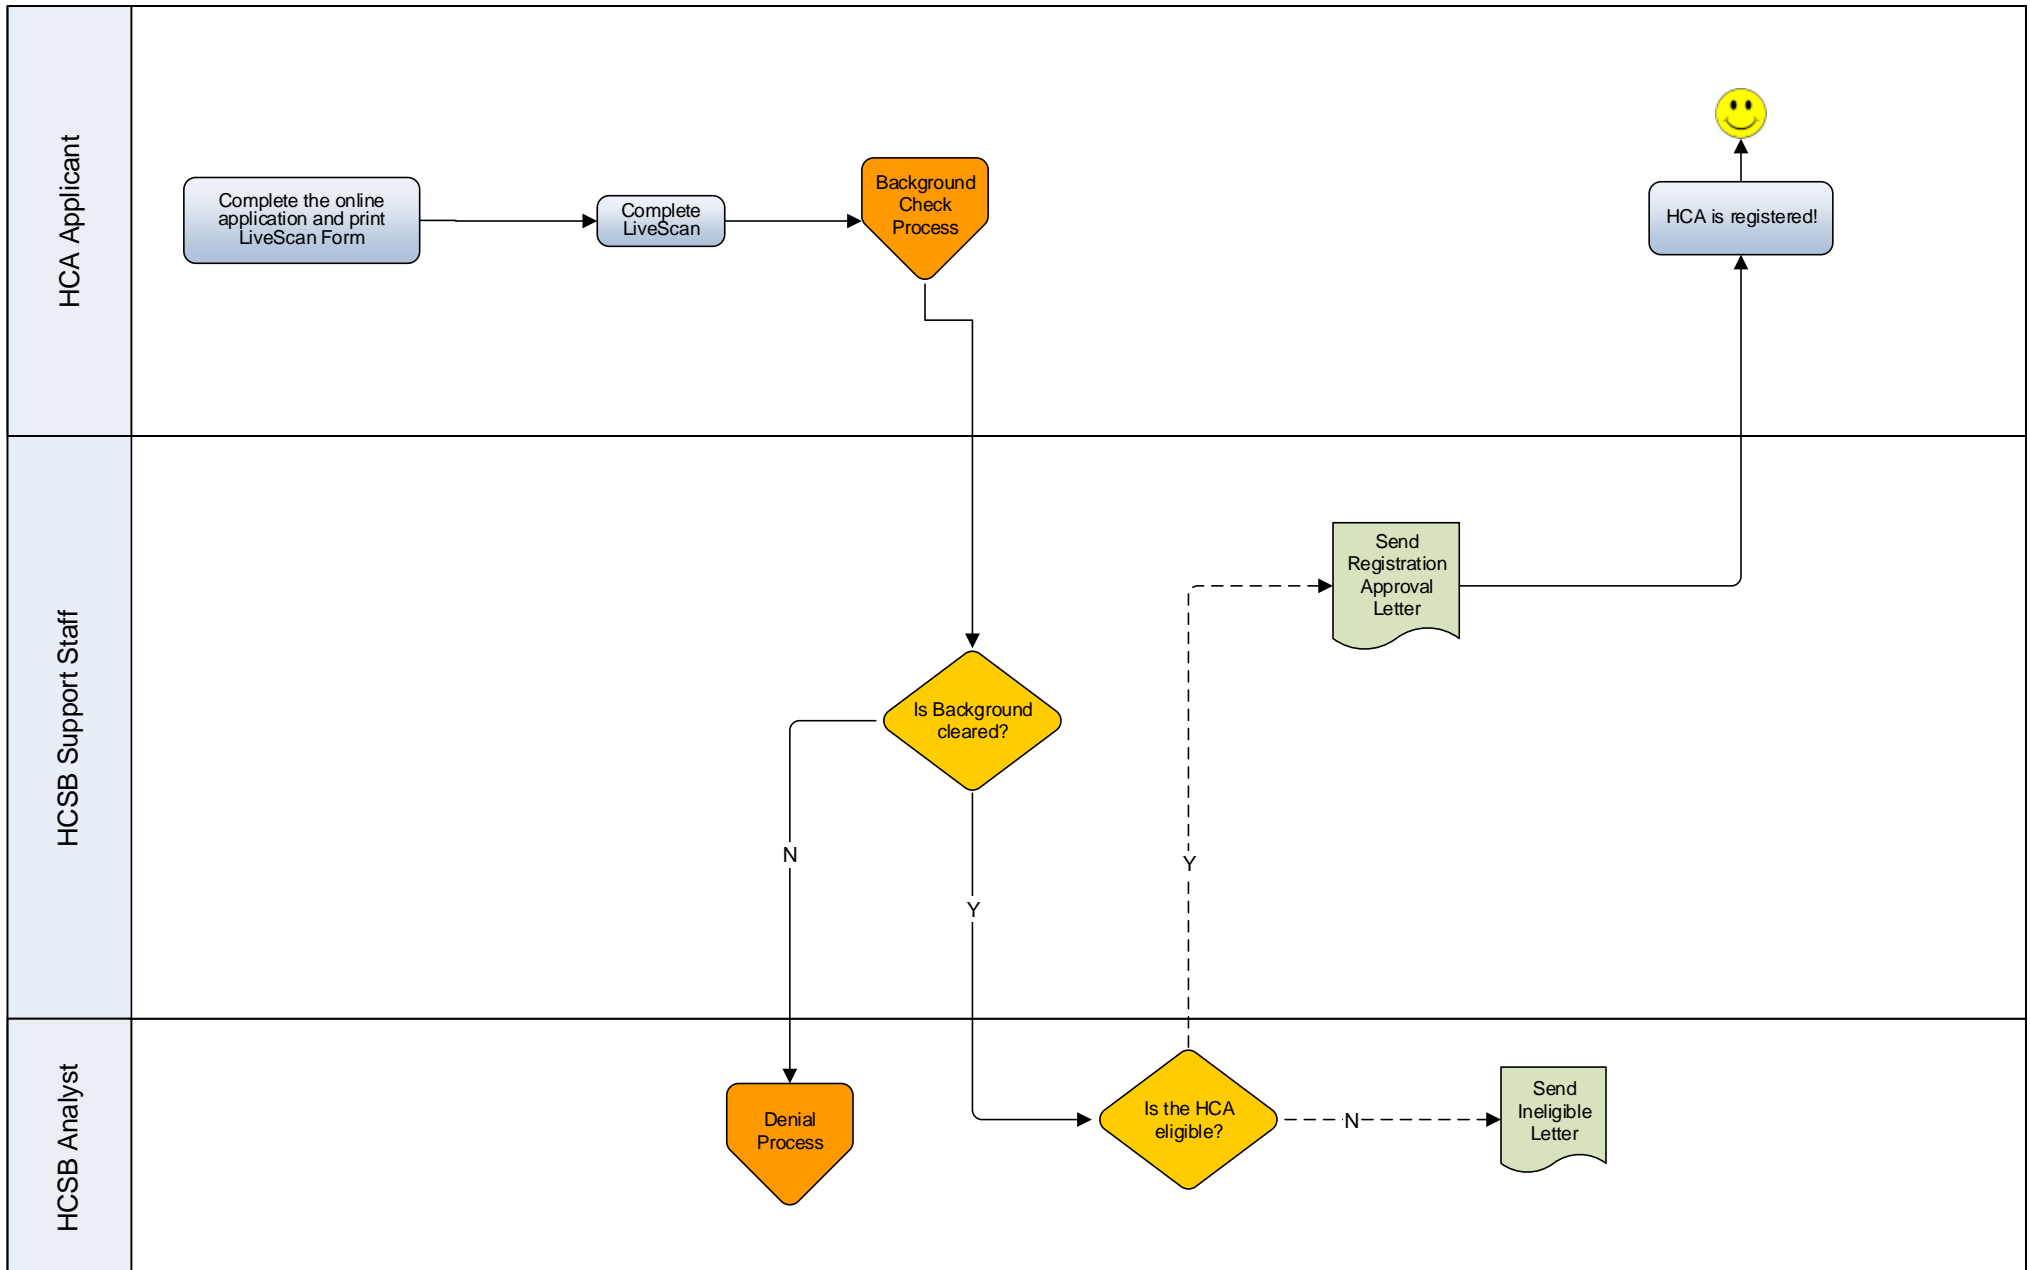 HCA Applicant
Complete the online
application and print
LiveScan Form
Complete
LiveScan
Background
Check
Process
HCA is registered!
HCSB Support Staff
Send
Registration
Approval
Letter
Is Background
cleared?
N
Y
Y
HCSB Analyst
Denial
Process
Is the HCA
eligible?
N
Send
Ineligible
Letter